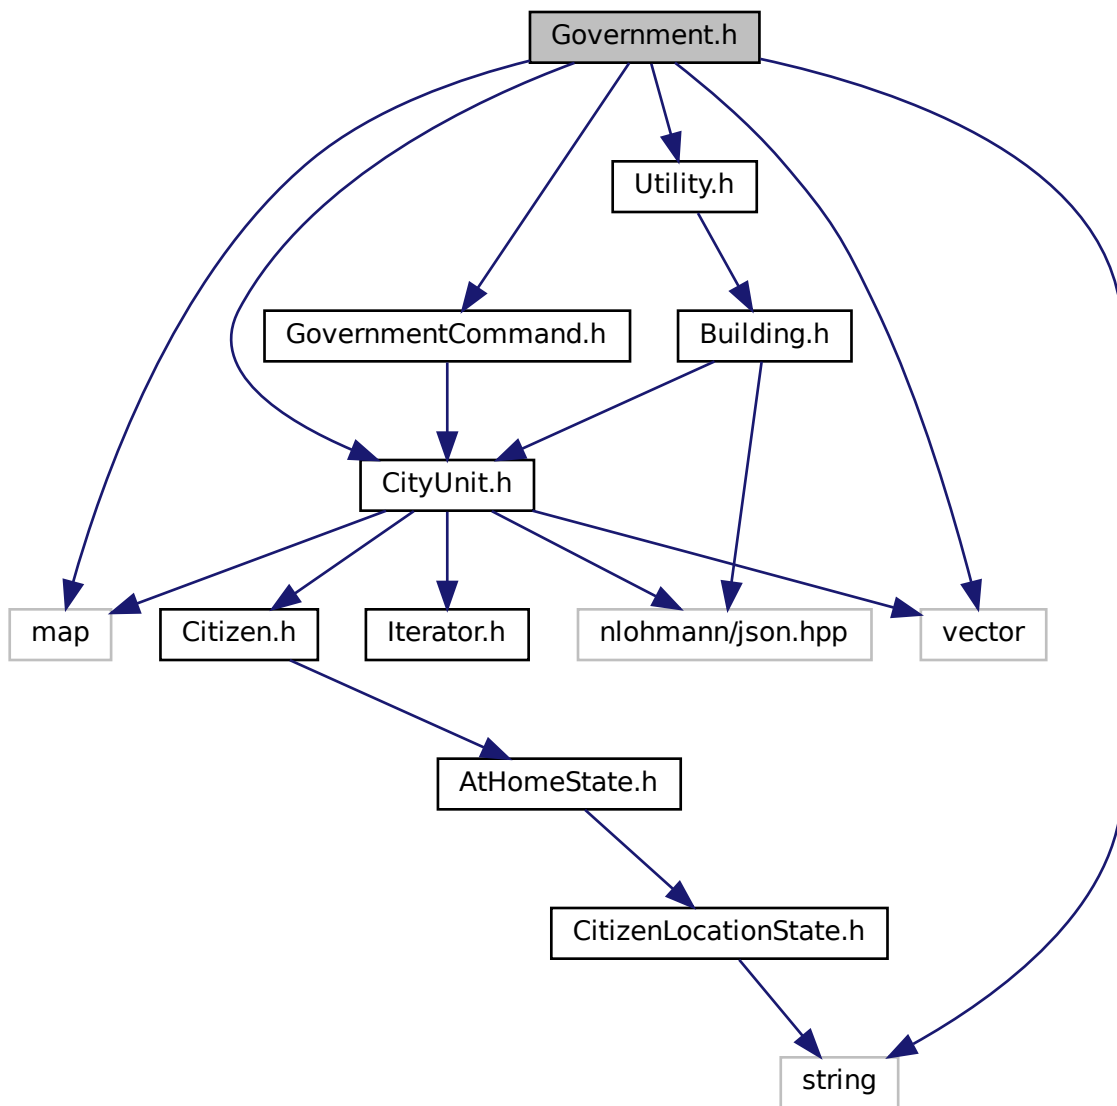 Government.h
Utility.h
GovernmentCommand.h
Building.h
CityUnit.h
map
Citizen.h
Iterator.h
nlohmann/json.hpp
vector
AtHomeState.h
CitizenLocationState.h
string